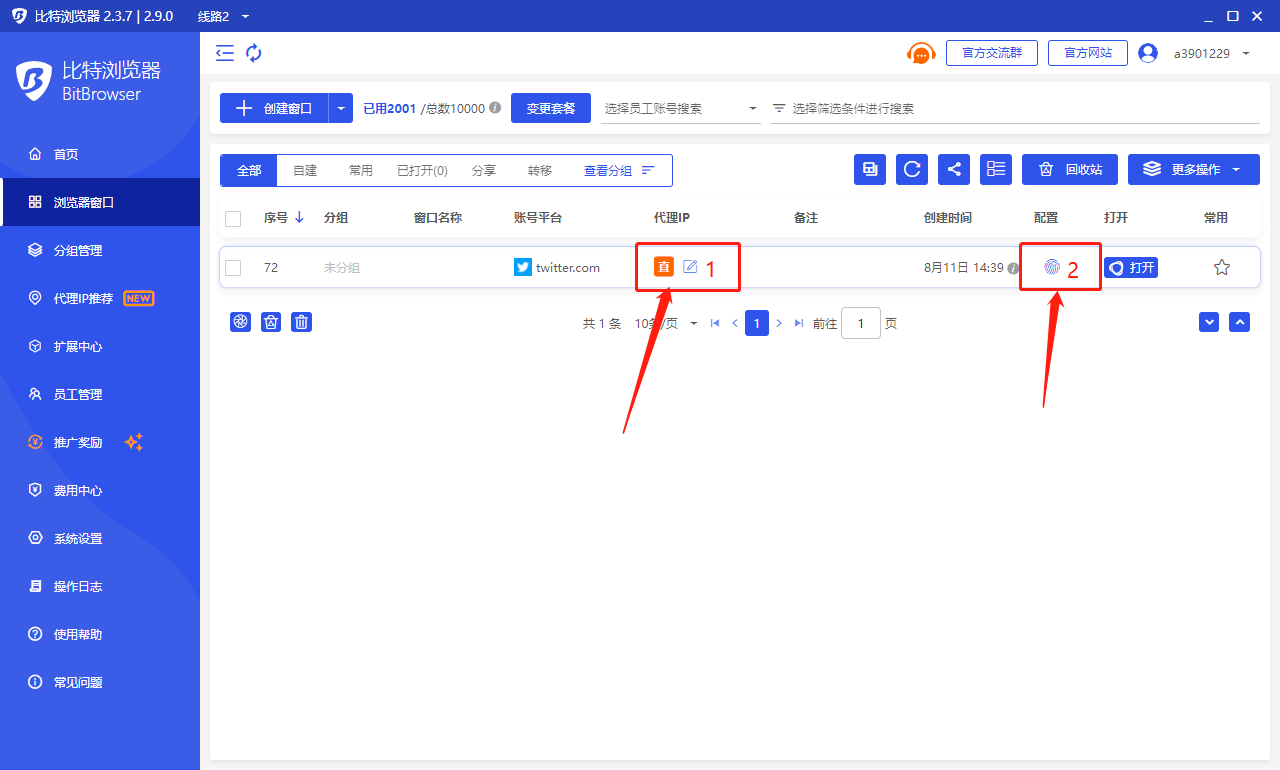 比特浏览器 2.3.7 | 2.9.0 线路2
比特浏览器
BitBrowser
官方交流群 官方网站 a3901229
首页
浏览器窗口
分组管理
代理IP推荐 NEW
扩展中心
员工管理
推广奖励
费用中心
系统设置
操作日志
使用帮助
常见问题
创建窗口 已用2001 /总数10000 变更套餐 选择员工账号搜索 选择筛选条件进行搜索
全部 自建 常用 已打开(0) 分享 转移 查看分组 回收站 更多操作
序号 分组 窗口名称 账号平台 代理IP 备注 创建时间 配置 打开 常用
72 未分组 twitter.com 直 1 8月11日 14:39 2 打开
共 1 条 10条/页 1 前往 1 页